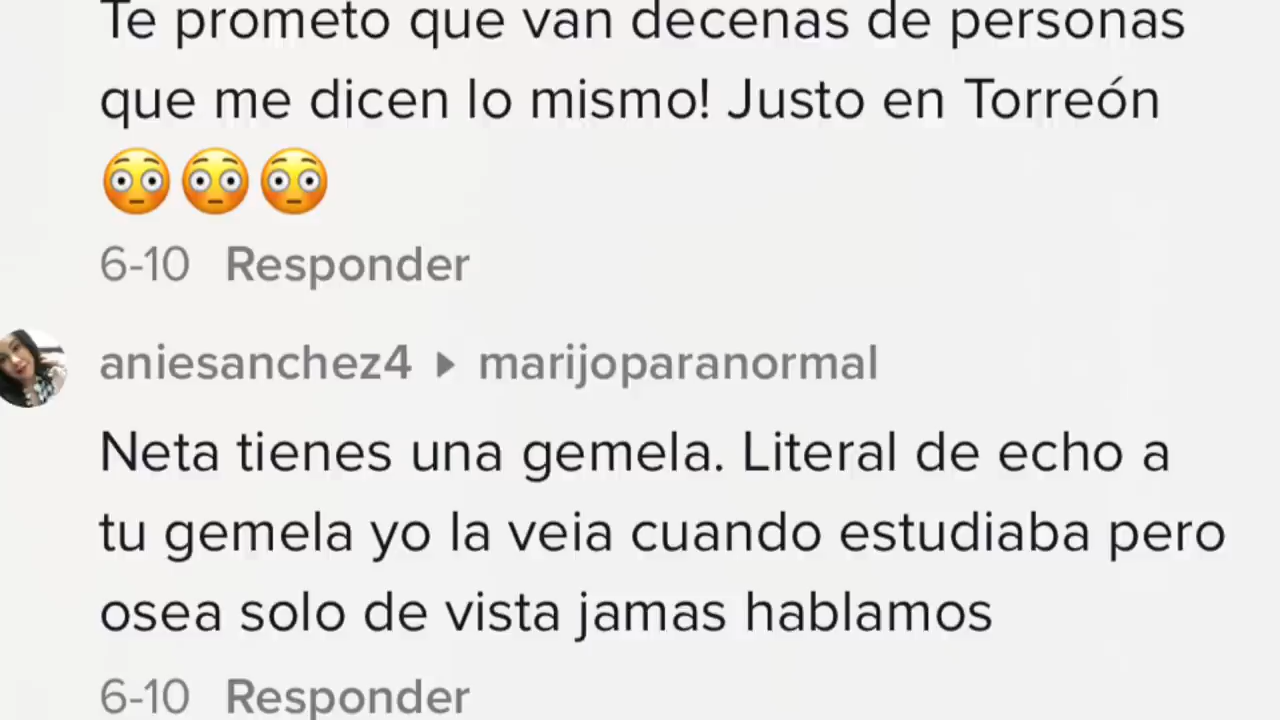 Te prometo que van decenas de personas
que me dicen lo mismo! Justo en Torreón
😳😳😳
6-10 Responder
aniesanchez4 ▶ marijoparanormal
Neta tienes una gemela. Literal de echo a
tu gemela yo la veia cuando estudiaba pero
osea solo de vista jamas hablamos
6-10 Responder